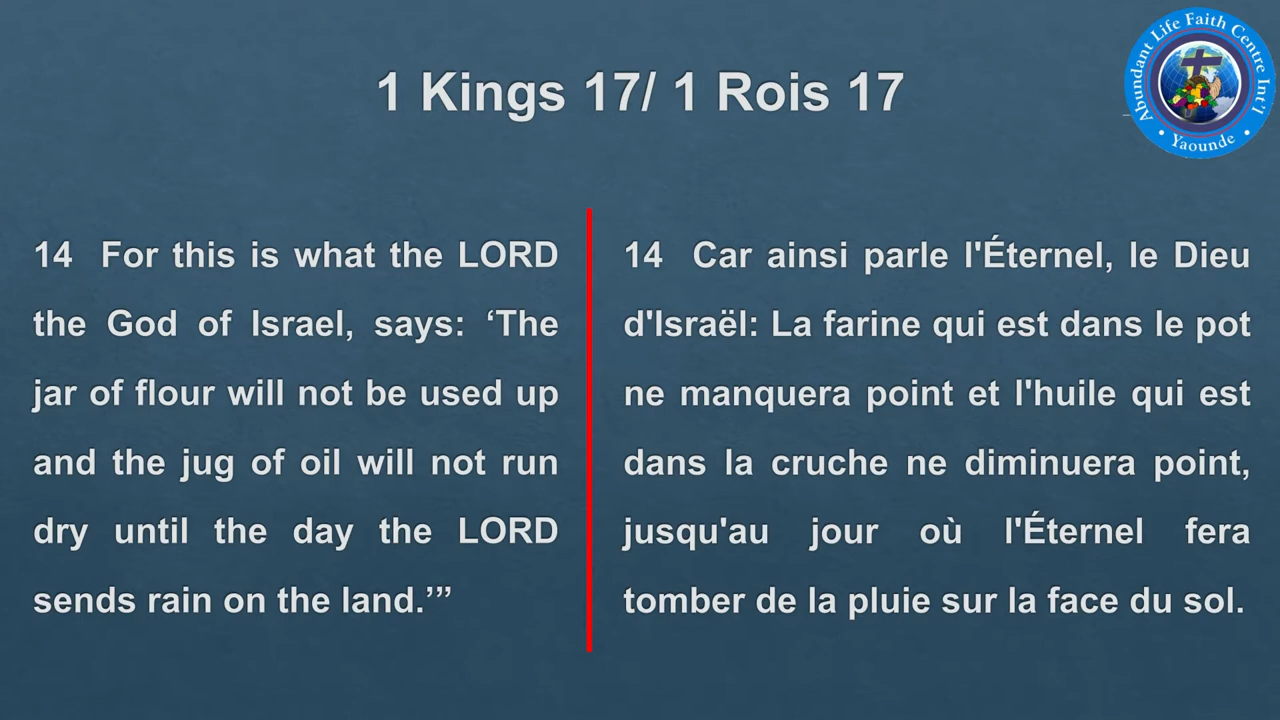 1 Kings 17/ 1 Rois 17
Abundant Life Faith Centre Int'l
• Yaounde •
14 For this is what the LORD
the God of Israel, says: ‘The
jar of flour will not be used up
and the jug of oil will not run
dry until the day the LORD
sends rain on the land.’”
14 Car ainsi parle l'Éternel, le Dieu
d'Israël: La farine qui est dans le pot
ne manquera point et l'huile qui est
dans la cruche ne diminuera point,
jusqu'au jour où l'Éternel fera
tomber de la pluie sur la face du sol.